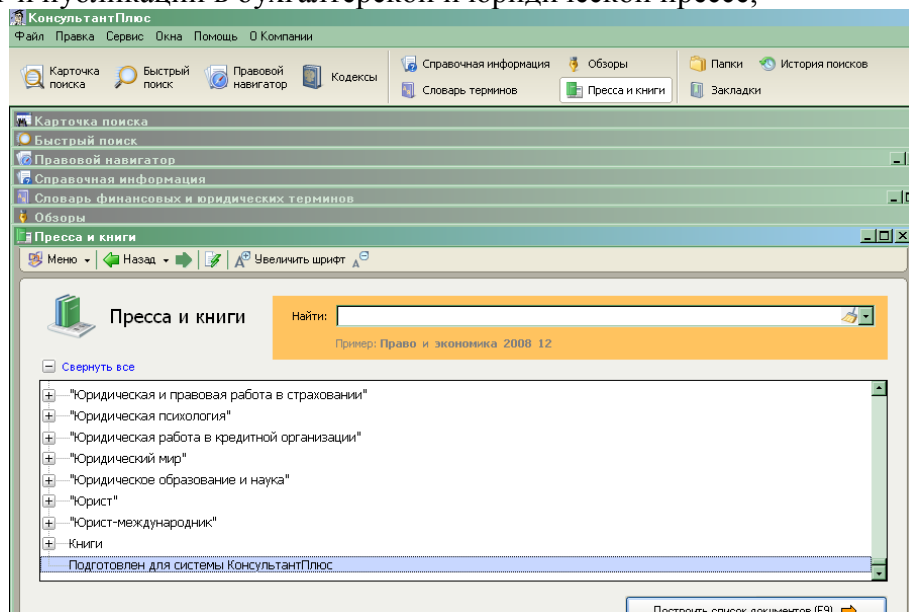 и публикации в бухгалтерской и юридической прессе;
КонсультантПлюс
Файл Правка Сервис Окна Помощь О Компании
Карточка поиска Быстрый поиск Правовой навигатор Кодексы Справочная информация Обзоры Папки История поисков
Словарь терминов Пресса и книги Закладки
Карточка поиска
Быстрый поиск
Правовой навигатор
Справочная информация
Словарь финансовых и юридических терминов
Обзоры
Пресса и книги
Меню Назад Увеличить шрифт
Пресса и книги Найти:
Пример: Право и экономика 2008 12
Свернуть все
"Юридическая и правовая работа в страховании"
"Юридическая психология"
"Юридическая работа в кредитной организации"
"Юридический мир"
"Юридическое образование и наука"
"Юрист"
"Юрист-международник"
Книги
Подготовлен для системы КонсультантПлюс
Построить список документов (F9)